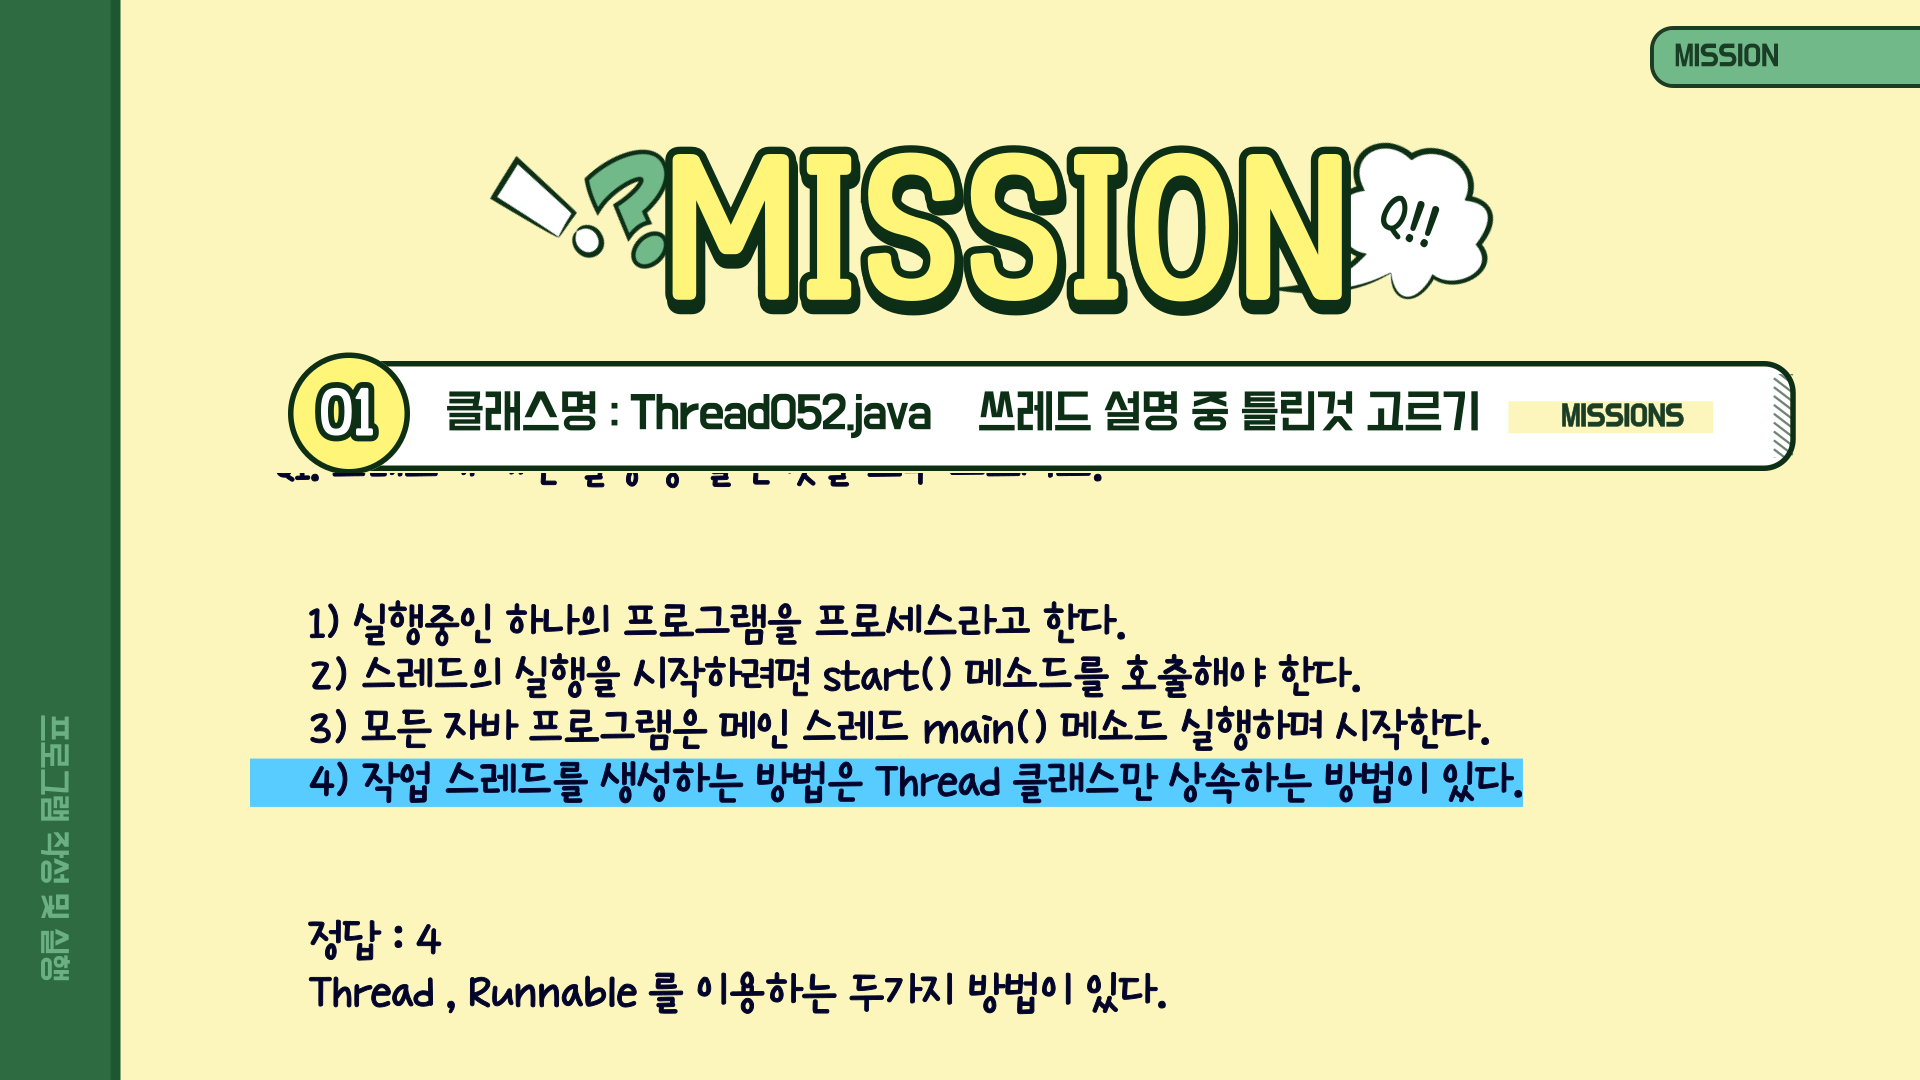 MISSION
MISSION
Q!!
01
클래스명 : Thread052.java 쓰레드 설명 중 틀린것 고르기 MISSIONS
1) 실행중인 하나의 프로그램을 프로세스라고 한다.
2) 스레드의 실행을 시작하려면 start() 메소드를 호출해야 한다.
3) 모든 자바 프로그램은 메인 스레드 main() 메소드 실행하며 시작한다.
4) 작업 스레드를 생성하는 방법은 Thread 클래스만 상속하는 방법이 있다.
정답 : 4
Thread , Runnable 를 이용하는 두가지 방법이 있다.
프로그램 작성 및 실행